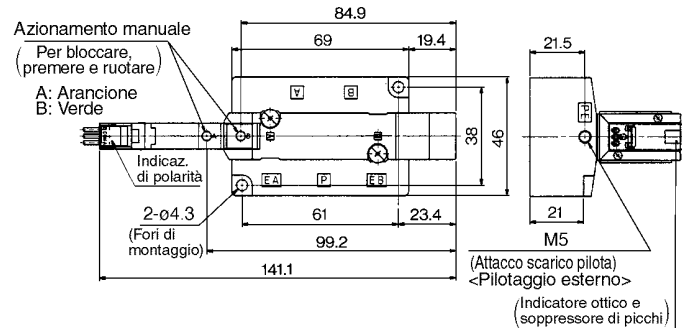 84.9
Azionamento manuale
(Per bloccare,
premere e ruotare)
69
19.4
21.5
A: Arancione
B: Verde
A
B
PE
A
B
38
46
Indicaz.
di polarità
EA
P
EB
2-ø4.3
(Fori di
montaggio)
61
23.4
21
99.2
M5
141.1
(Attacco scarico pilota)
<Pilotaggio esterno>
(Indicatore ottico e
soppressore di picchi)